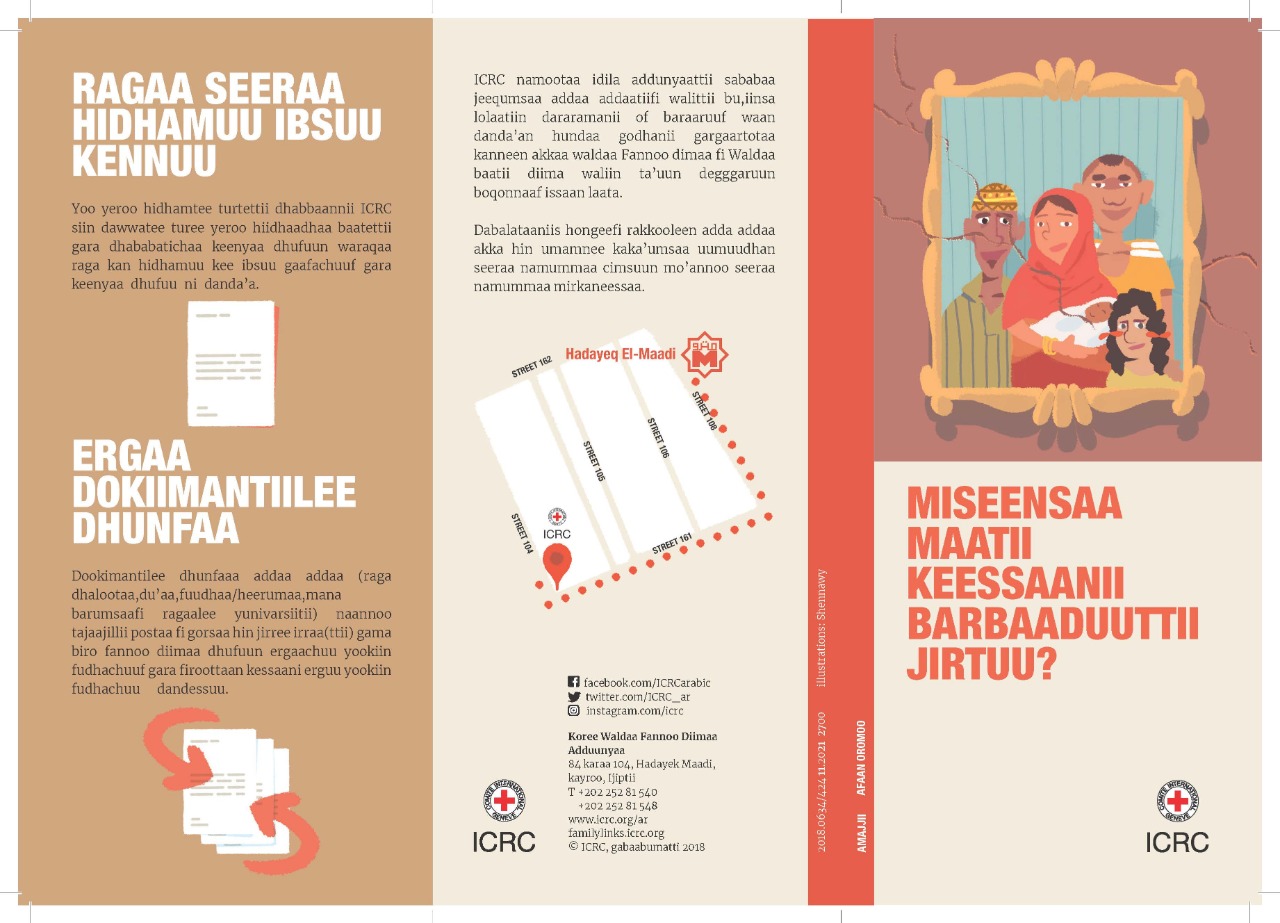 RAGAA SEERAA
HIDHAMUU IBSUU
KENNUU
Yoo yeroo hidhamtee turtettii dhabbaannii ICRC
siin dawwatee turee yeroo hiidhaadhaa baatettii
gara dhababatichaa keenyaa dhufuun waraqaa
raga kan hidhamuu kee ibsuu gaafachuuf gara
keenyaa dhufuu ni danda’a.
ERGAA
DOKIIMANTIILEE
DHUNFAA
Dookimantilee dhunfaaa addaa addaa (raga
dhalootaa,du’aa,fuudhaa/heerumaa,mana
barumsaafi ragaalee yunivarsiitii) naannoo
tajaajillii postaa fi gorsaa hin jirree irraa(ttii) gama
biro fannoo diimaa dhufuun ergaachuu yookiin
fudhachuuf gara firoottaan kessaani erguu yookiin
fudhachuu dandessuu.
ICRC namootaa idila addunyaattii sababaa
jeequmsaa addaa addaatiifi walittii bu,iinsa
lolaatiin dararamanii of baraaruuf waan
danda’an hundaa godhanii gargaartotaa
kanneen akkaa waldaa Fannoo dimaa fi Waldaa
baatii diima waliin ta’uun degggaruun
boqonnaaf issaan laata.
Dabalataaniis hongeefi rakkooleen adda addaa
akka hin umamnee kaka’umsaa uumuudhan
seeraa namummaa cimsuun mo’annoo seeraa
namummaa mirkaneessaa.
Hadayeq El-Maadi
مترو
M
STREET 162
STREET 108
STREET 106
STREET 105
STREET 104
STREET 161
ICRC
facebook.com/ICRCarabic
twitter.com/ICRC_ar
instagram.com/icrc
Koree Waldaa Fannoo Diimaa
Adduunyaa
84 karaa 104, Hadayek Maadi,
kayroo, Ijiptii
T +202 252 81 540
+202 252 81 548
www.icrc.org/ar
familylinks.icrc.org
© ICRC, gabaabumatti 2018
COMITE INTERNATIONAL
GENEVE
ICRC
2018.0634/424 11.2021 2700 illustrations: Shennawy
AMAJJII AFAAN OROMOO
MISEENSAA
MAATII
KEESSAANII
BARBAADUUTTII
JIRTUU?
COMITE INTERNATIONAL
GENEVE
ICRC